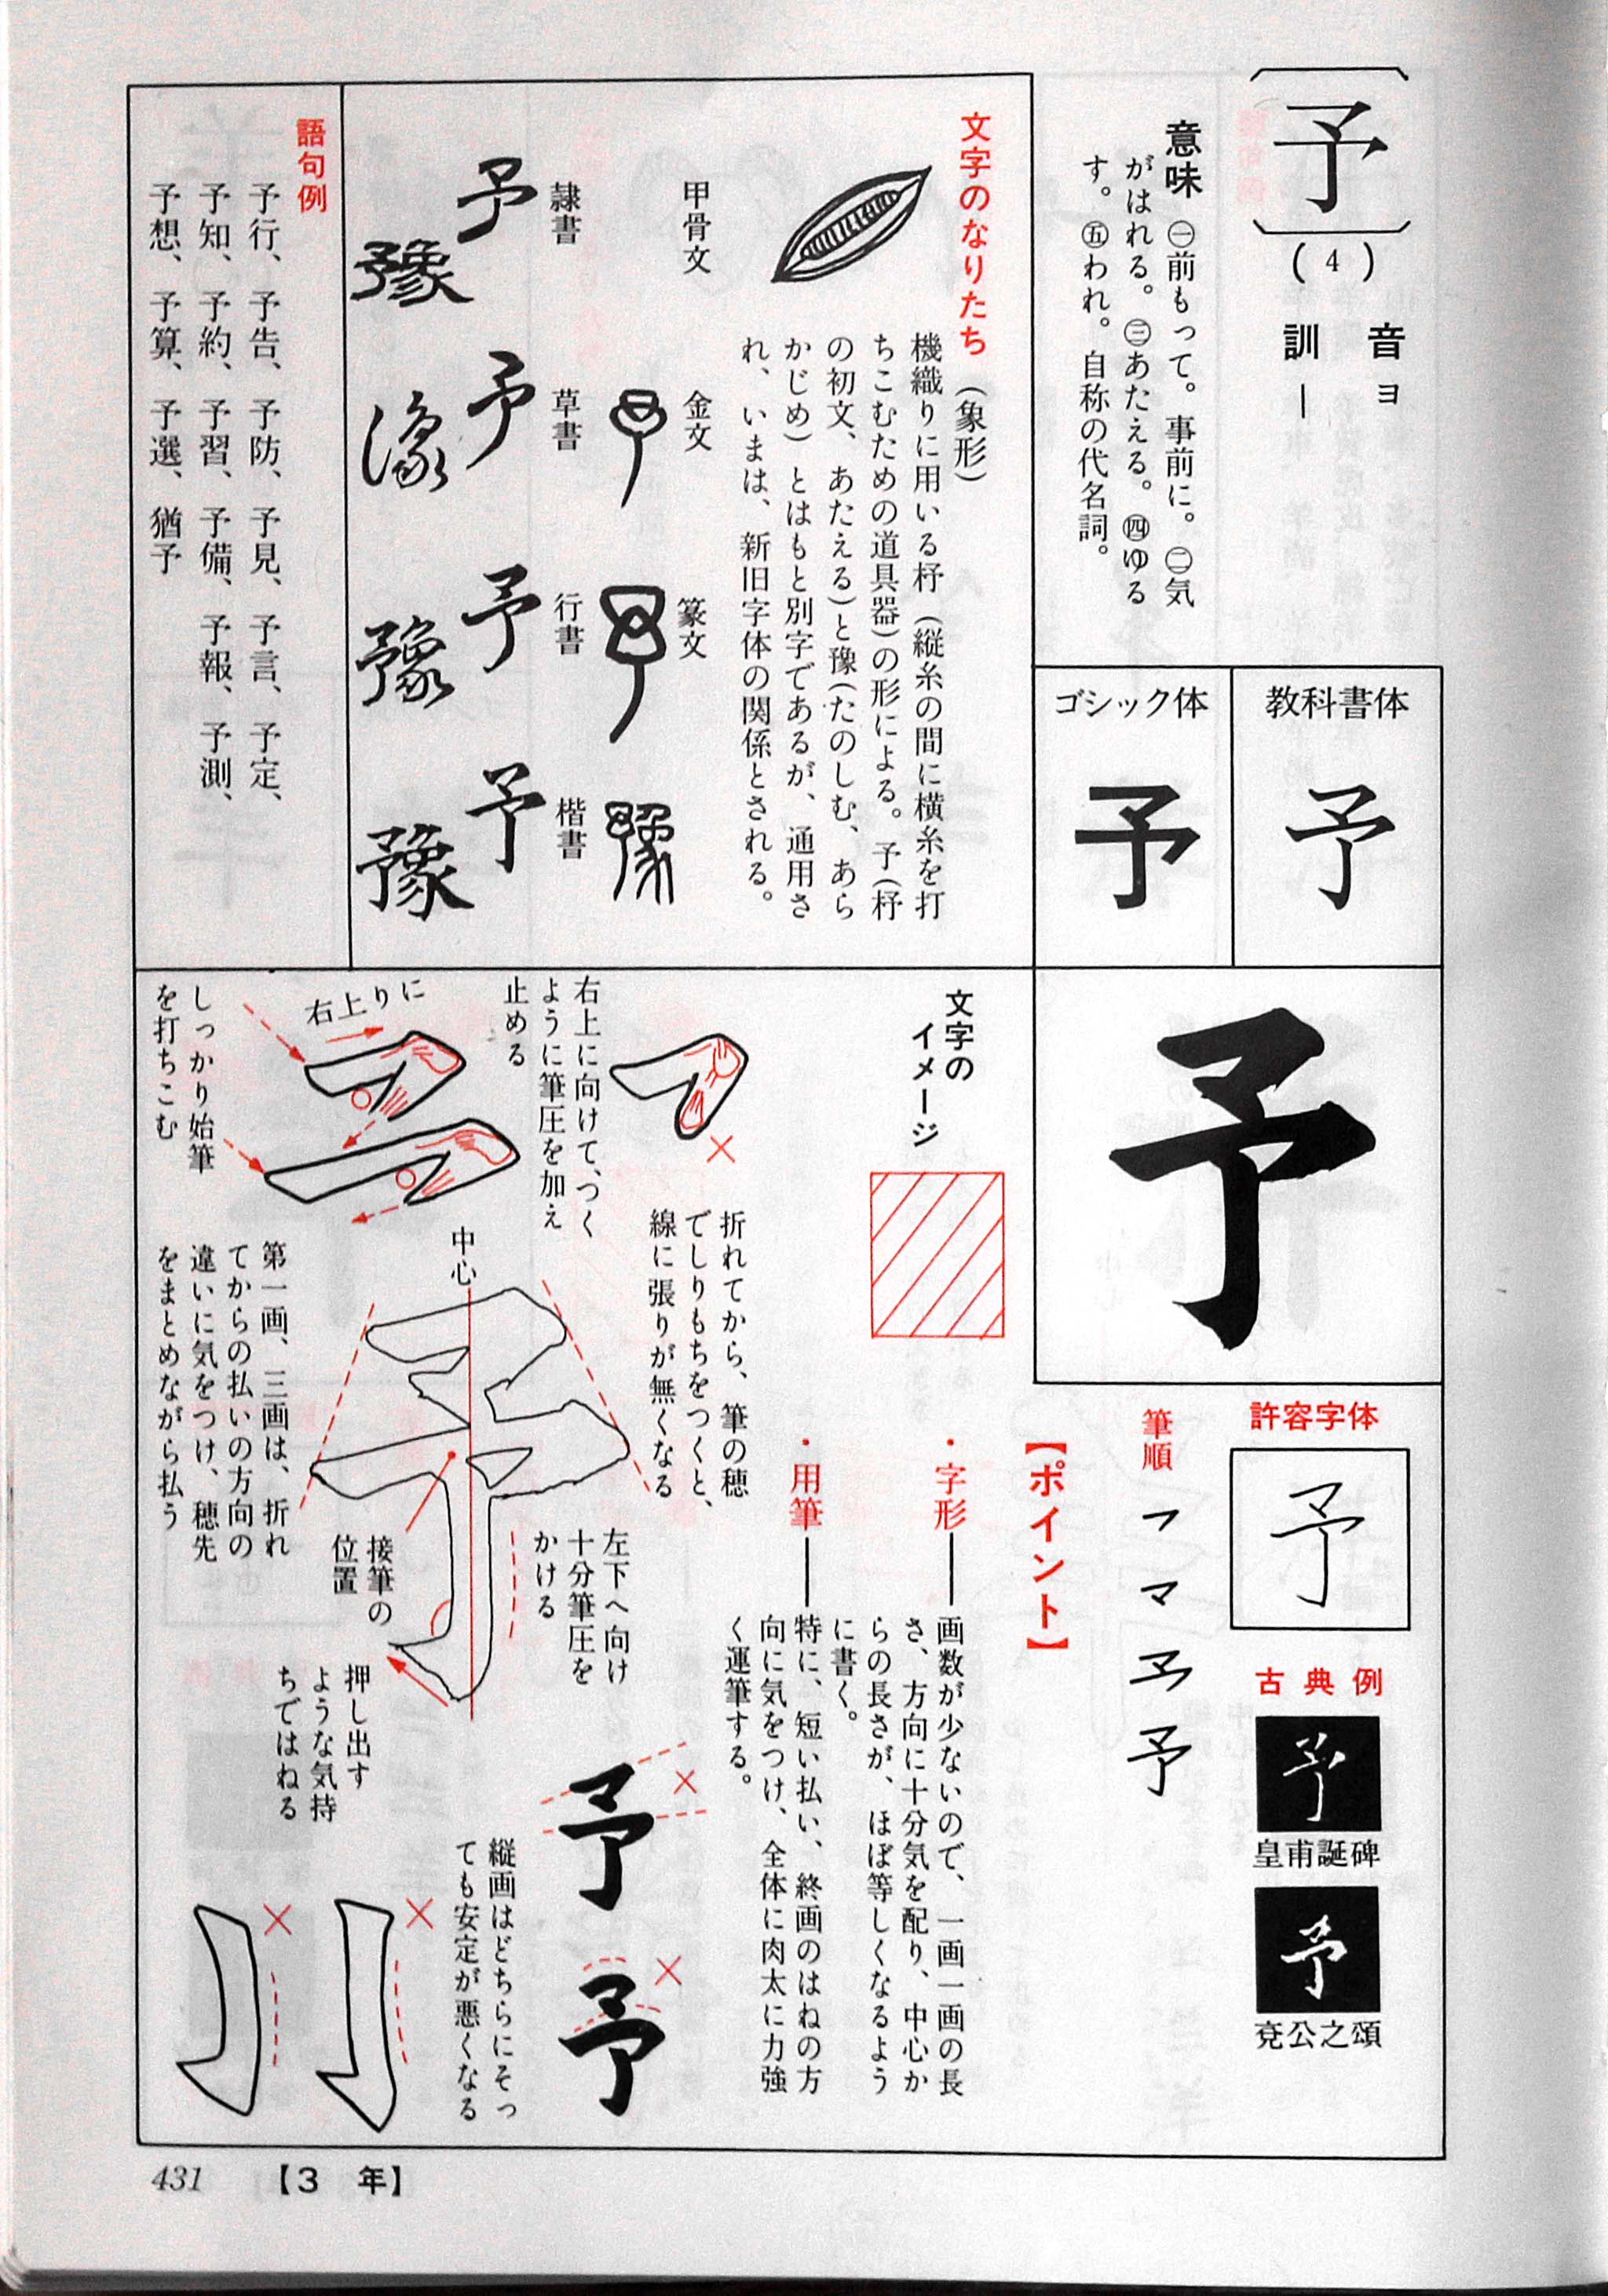 予
(4)
音 ヨ
訓 ―
意味 ㊀前もって。事前に。㊁気
がはれる。㊂あたえる。㊃ゆる
す。㊄われ。自称の代名詞。
教科書体
予
ゴシック体
予
予
許容字体
予
古典例
予
皇甫誕碑
予
兗公之頌
筆順
フ マ 予 予
文字のなりたち
（象形）
機織りに用いる杼（縦糸の間に横糸を打
ちこむための道具器）の形による。予（杼
の初文、あたえる）と豫（たのしむ、あら
かじめ）とはもと別字であるが、通用さ
れ、いまは、新旧字体の関係とされる。
甲骨文
金文
篆文
隷書
予
豫
草書
予
豫
行書
予
豫
楷書
予
豫
語句例
予行、予告、予防、予見、予言、予定、
予知、予約、予習、予備、予報、予測、
予想、予算、予選、猶予
文字の
イメージ
【ポイント】
・字形――画数が少ないので、一画一画の長
さ、方向に十分気を配り、中心か
らの長さが、ほぼ等しくなるよう
に書く。
・用筆――特に、短い払い、終画のはねの方
向に気をつけ、全体に肉太に力強
く運筆する。
折れてから、筆の穂
でしりもちをつくと、
線に張りが無くなる
右上に向けて、つく
ように筆圧を加え
止める
右上りに
しっかり始筆
を打ちこむ
中心
第一画、三画は、折れ
てからの払いの方向の
違いに気をつけ、穂先
をまとめながら払う
左下へ向け
十分筆圧を
かける
接筆の
位置
押し出す
ような気持
ちではねる
予
予
縦画はどちらにそっ
ても安定が悪くなる
431 【3 年】